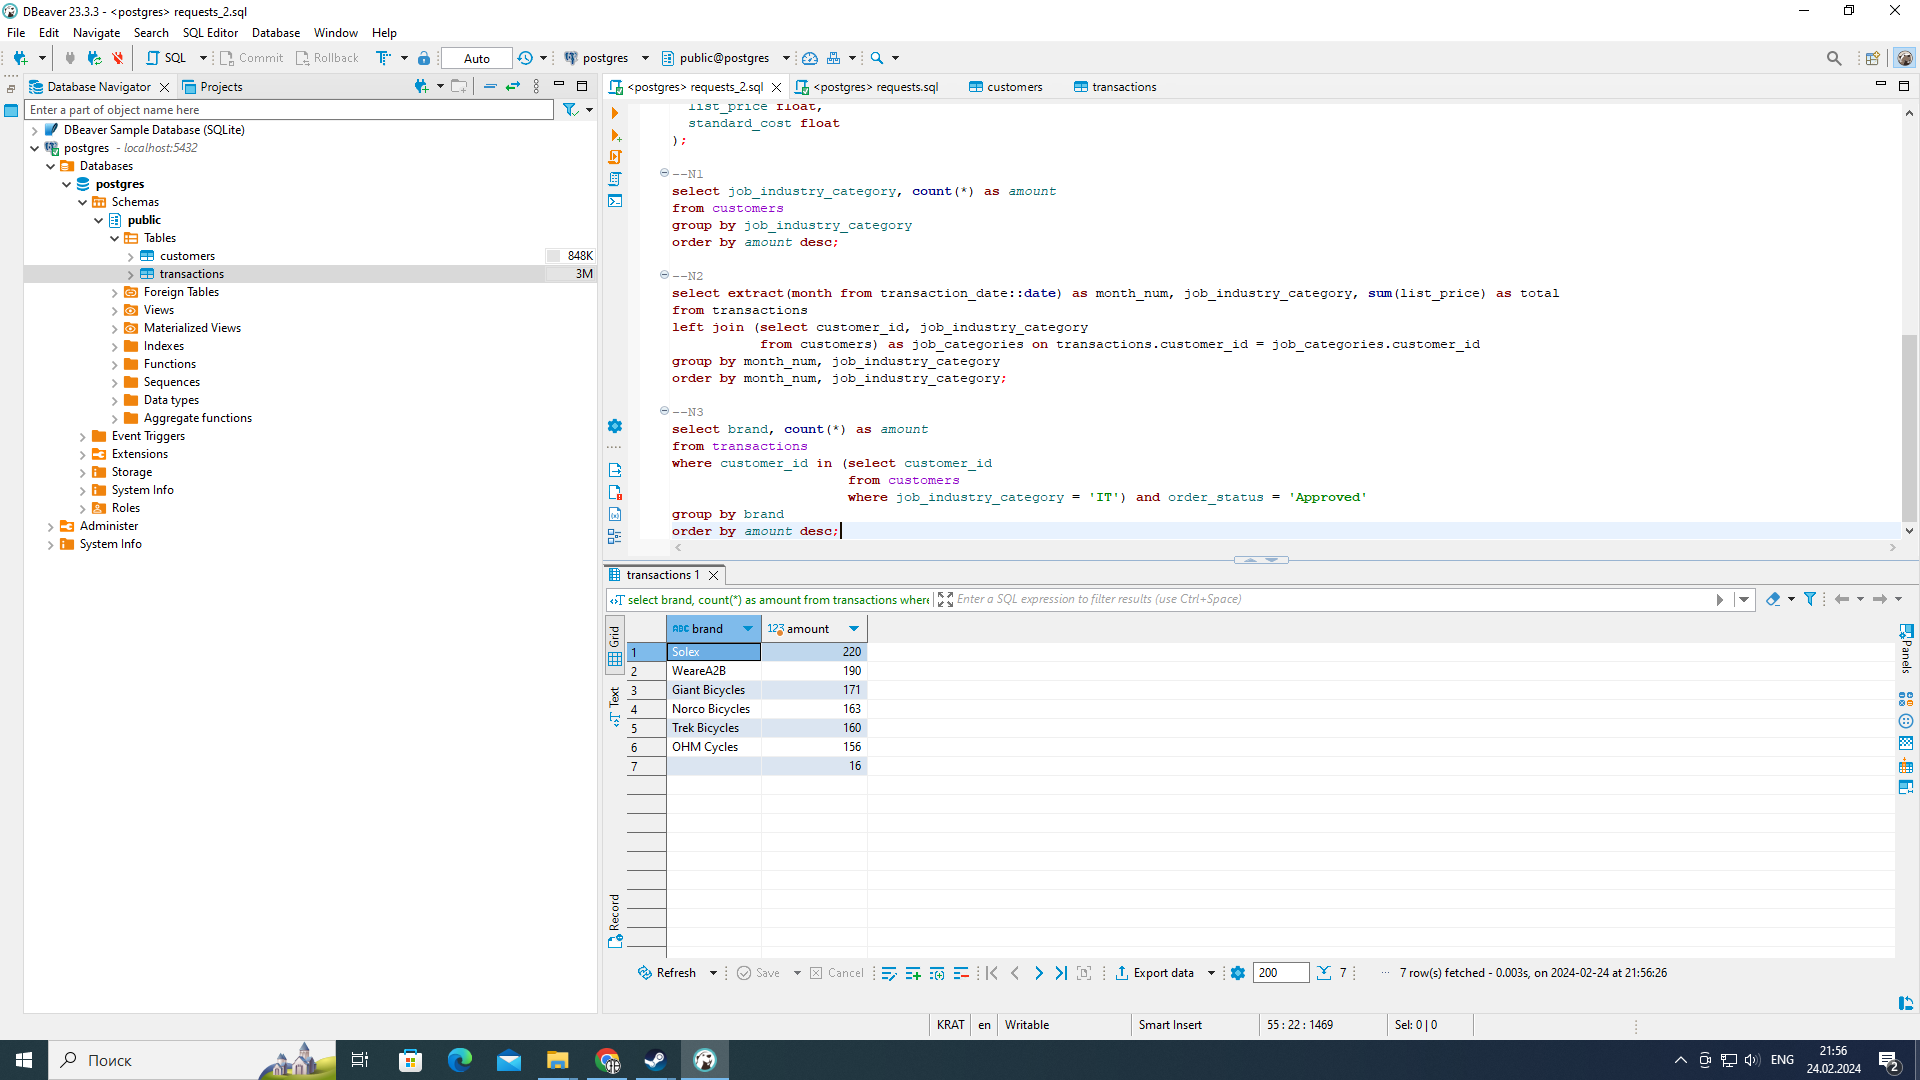 DBeaver 23.3.3 - <postgres> requests_2.sql
File Edit Navigate Search SQL Editor Database Window Help
SQL Commit Rollback Auto postgres public@postgres
Database Navigator Projects
Enter a part of object name here
DBeaver Sample Database (SQLite)
postgres - localhost:5432
Databases
postgres
Schemas
public
Tables
customers 848K
transactions 3M
Foreign Tables
Views
Materialized Views
Indexes
Functions
Sequences
Data types
Aggregate functions
Event Triggers
Extensions
Storage
System Info
Roles
Administer
System Info
<postgres> requests_2.sql <postgres> requests.sql customers transactions
list_price float,
standard_cost float
);
--N1
select job_industry_category, count(*) as amount
from customers
group by job_industry_category
order by amount desc;
--N2
select extract(month from transaction_date::date) as month_num, job_industry_category, sum(list_price) as total
from transactions
left join (select customer_id, job_industry_category
from customers) as job_categories on transactions.customer_id = job_categories.customer_id
group by month_num, job_industry_category
order by month_num, job_industry_category;
--N3
select brand, count(*) as amount
from transactions
where customer_id in (select customer_id
from customers
where job_industry_category = 'IT') and order_status = 'Approved'
group by brand
order by amount desc;
transactions 1
select brand, count(*) as amount from transactions where Enter a SQL expression to filter results (use Ctrl+Space)
Grid
Text
Record
Panels
ABC brand 123 amount
1 Solex 220
2 WeareA2B 190
3 Giant Bicycles 171
4 Norco Bicycles 163
5 Trek Bicycles 160
6 OHM Cycles 156
7 16
Refresh Save Cancel Export data 200 7 7 row(s) fetched - 0.003s, on 2024-02-24 at 21:56:26
KRAT en Writable Smart Insert 55 : 22 : 1469 Sel: 0 | 0
Поиск
ENG
21:56
24.02.2024
2